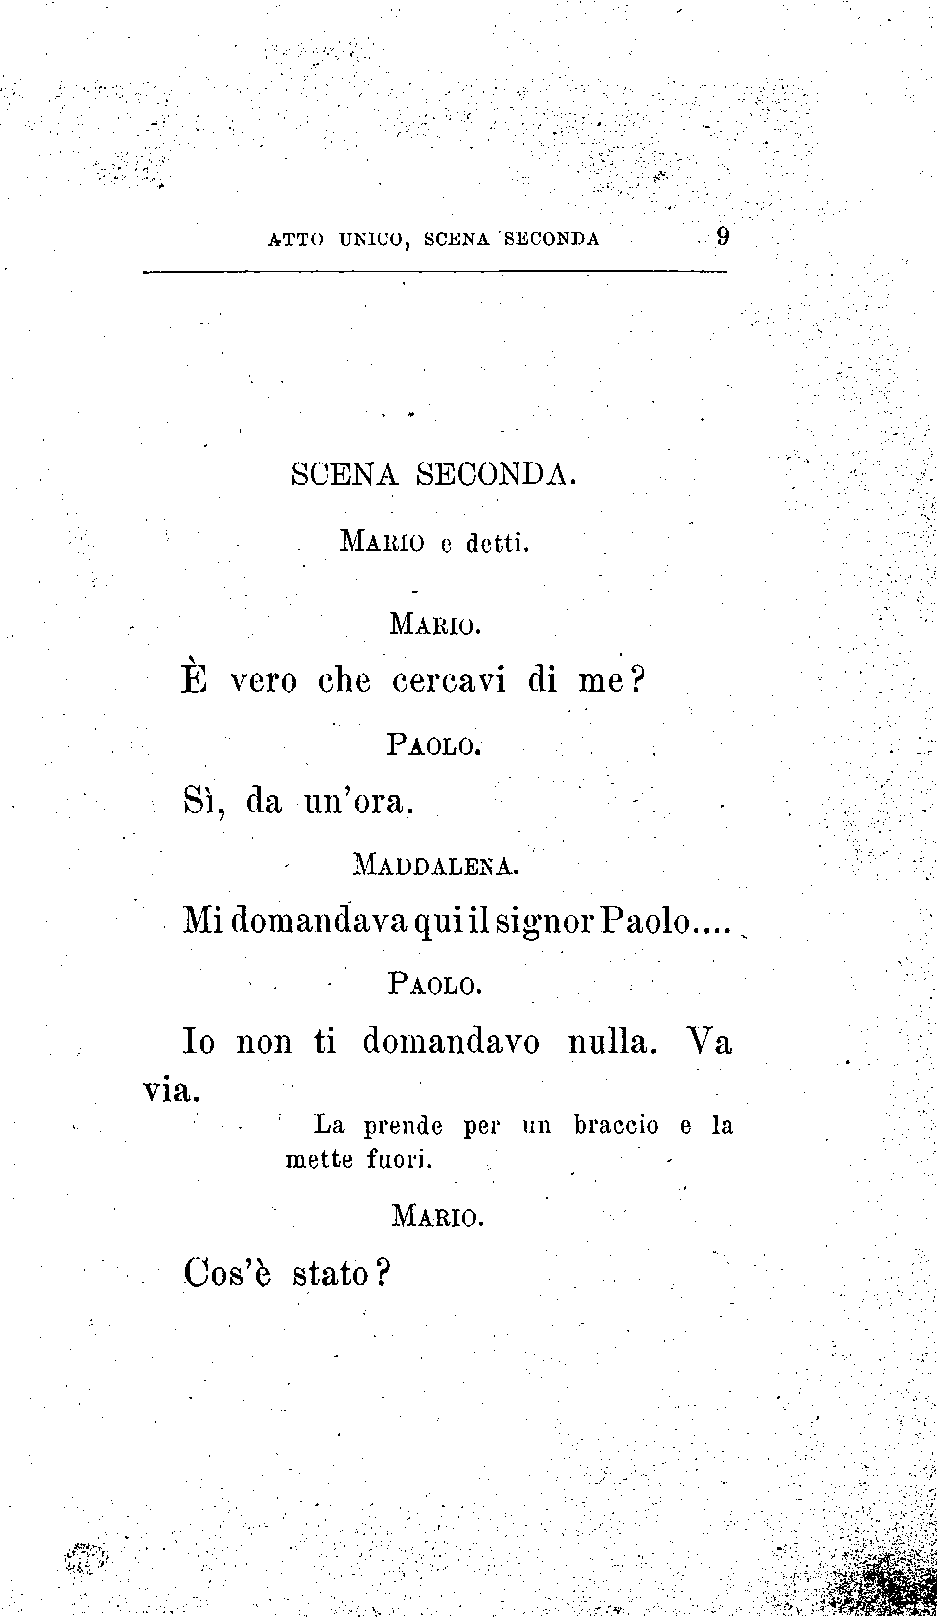 ATTO UNICO, SCENA SECONDA 9
SCENA SECONDA.
MARIO e detti.
MARIO.
È vero che cercavi di me?
PAOLO.
Sì, da un'ora.
MADDALENA.
Mi domandava qui il signor Paolo....
PAOLO.
Io non ti domandavo nulla. Va
via.
La prende per un braccio e la
mette fuori.
MARIO.
Cos'è stato?